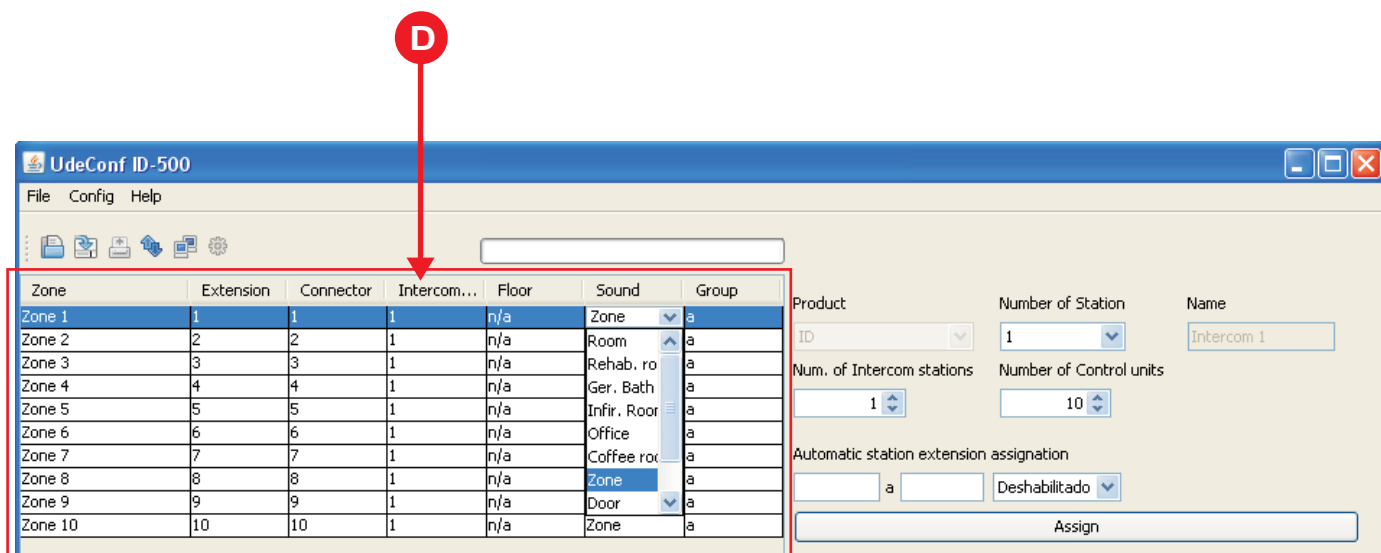 D
UdeConf ID-500
File Config Help
Zone Extension Connector Intercom... Floor Sound Group
Zone 1 1 1 1 n/a Zone a
Zone 2 2 2 1 n/a Room a
Zone 3 3 3 1 n/a Rehab. ro a
Zone 4 4 4 1 n/a Ger. Bath a
Zone 5 5 5 1 n/a Infir. Roor a
Zone 6 6 6 1 n/a Office a
Zone 7 7 7 1 n/a Coffee roo a
Zone 8 8 8 1 n/a Zone a
Zone 9 9 9 1 n/a Door a
Zone 10 10 10 1 n/a Zone a
Product Number of Station Name
ID 1 Intercom 1
Num. of Intercom stations Number of Control units
1 10
Automatic station extension assignation
a Deshabilitado
Assign